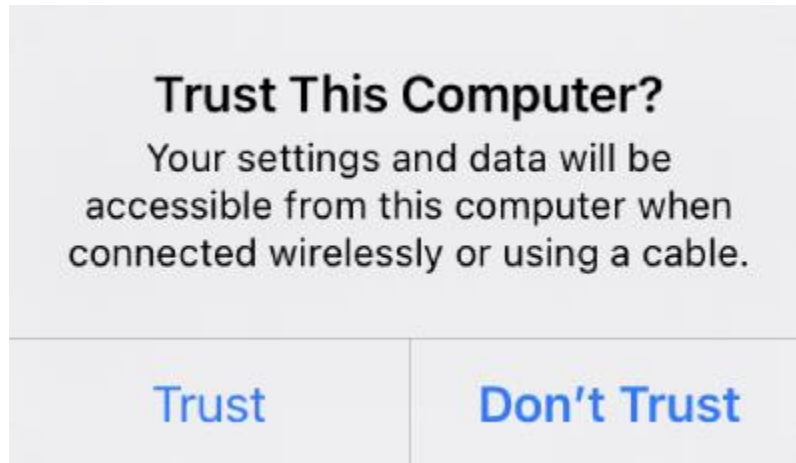 Trust This Computer?
Your settings and data will be
accessible from this computer when
connected wirelessly or using a cable.
Trust
Don’t Trust